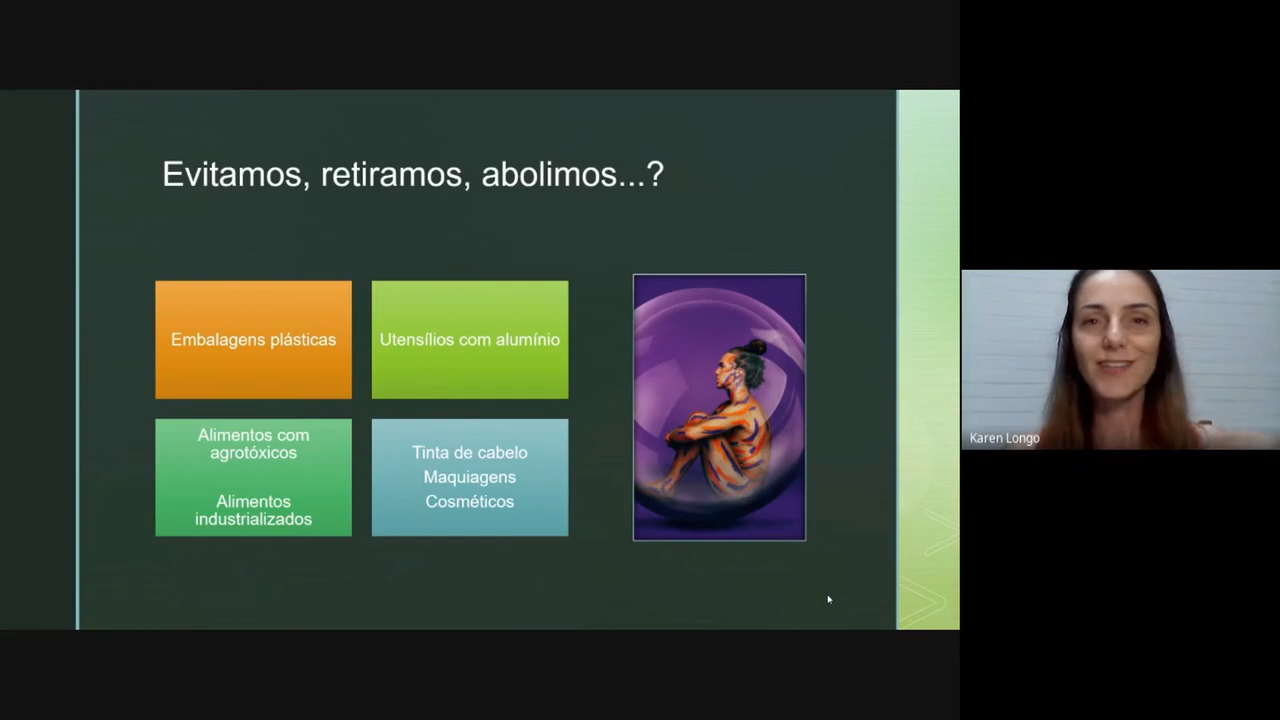 Evitamos, retiramos, abolimos...?
Embalagens plásticas
Utensílios com alumínio
Alimentos com
agrotóxicos
Alimentos
industrializados
Tinta de cabelo
Maquiagens
Cosméticos
Karen Longo